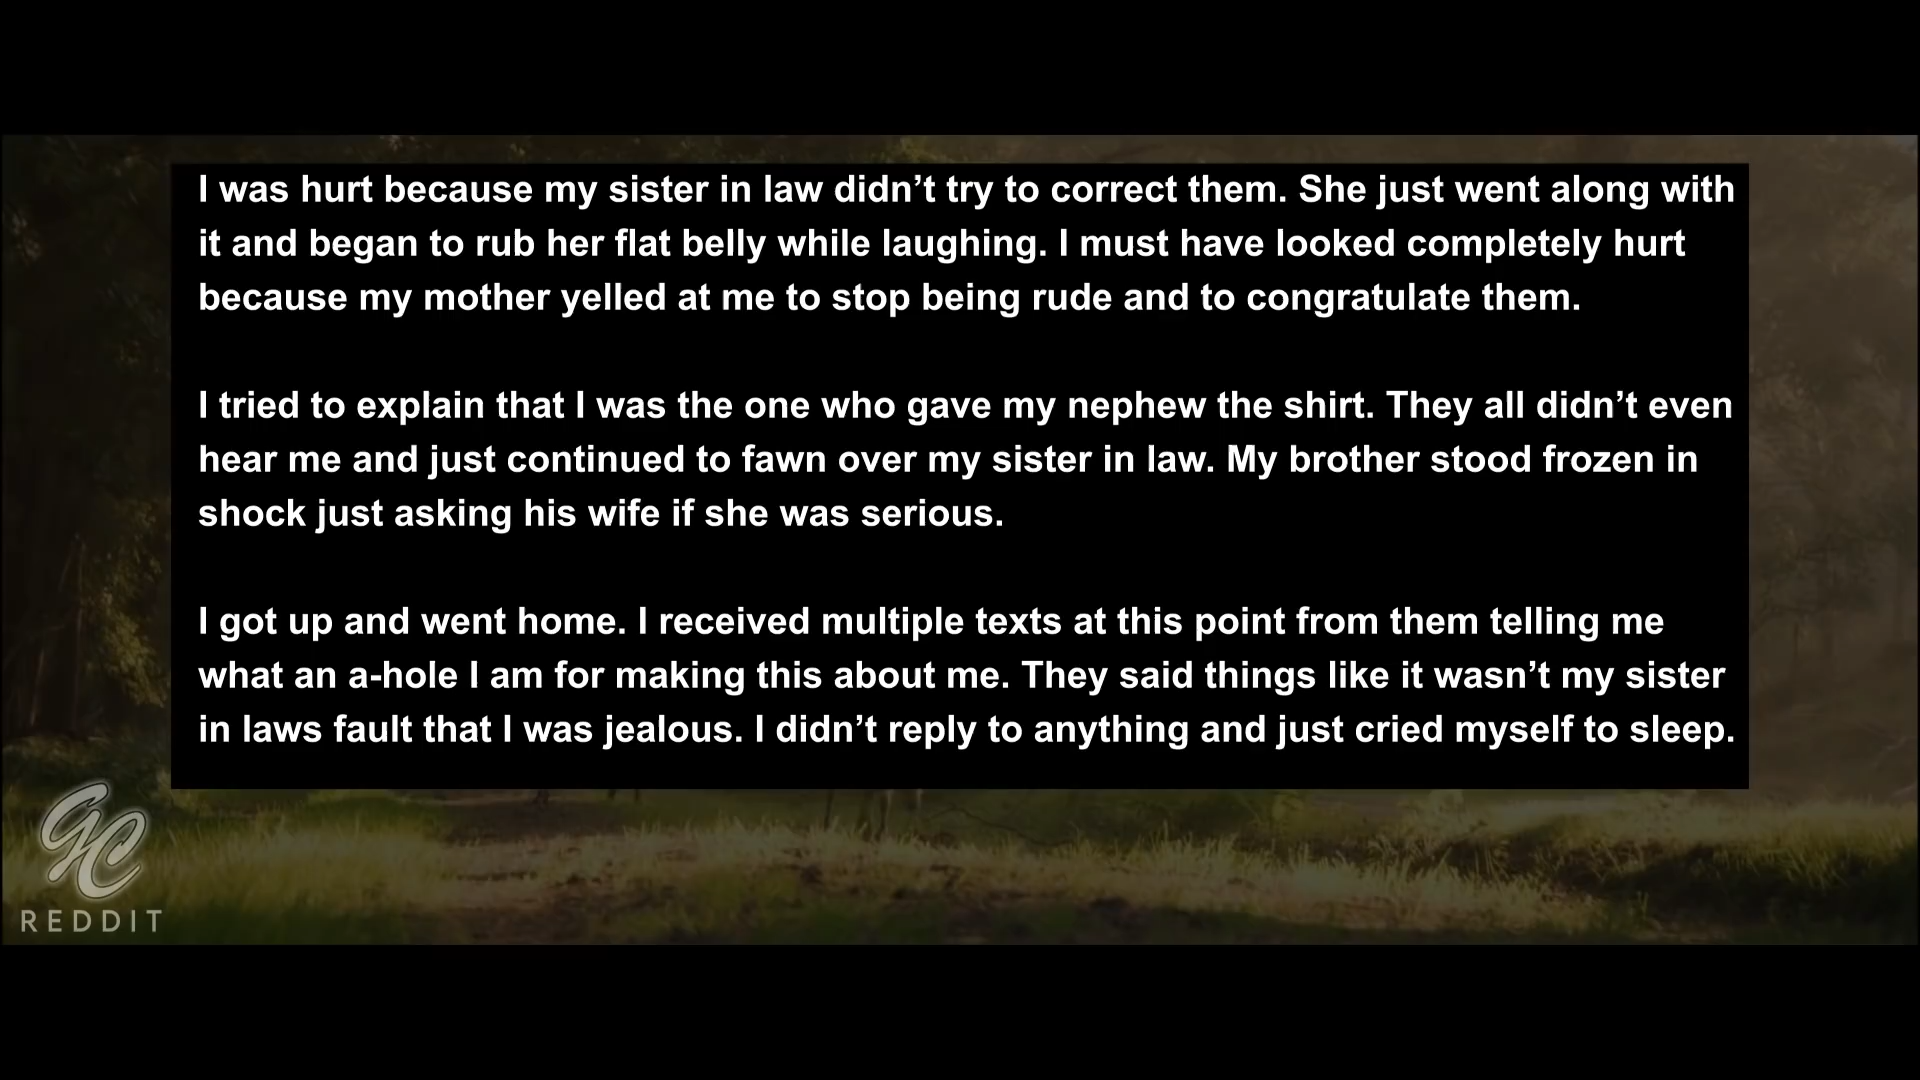 I was hurt because my sister in law didn’t try to correct them. She just went along with
it and began to rub her flat belly while laughing. I must have looked completely hurt
because my mother yelled at me to stop being rude and to congratulate them.
I tried to explain that I was the one who gave my nephew the shirt. They all didn’t even
hear me and just continued to fawn over my sister in law. My brother stood frozen in
shock just asking his wife if she was serious.
I got up and went home. I received multiple texts at this point from them telling me
what an a-hole I am for making this about me. They said things like it wasn’t my sister
in laws fault that I was jealous. I didn’t reply to anything and just cried myself to sleep.
GC
REDDIT